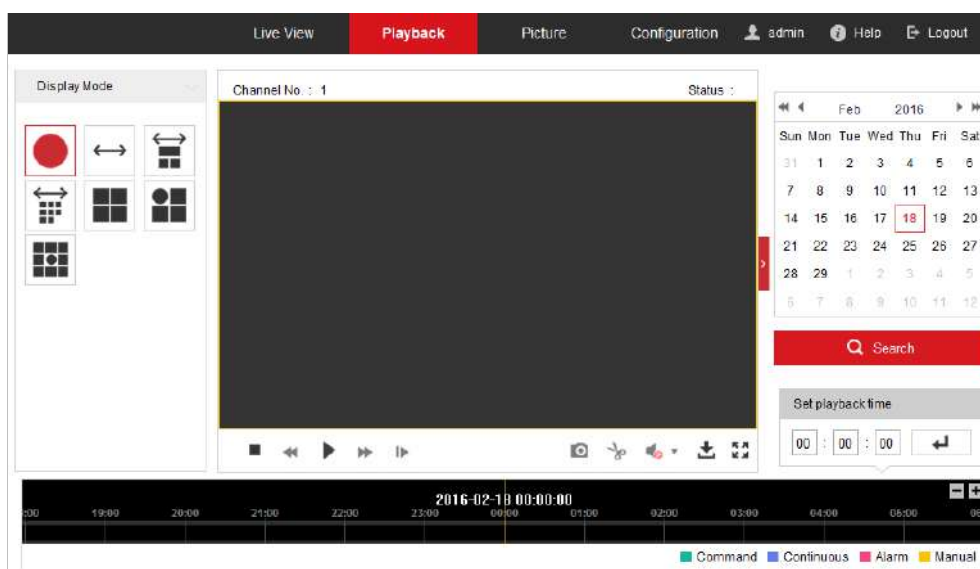 Live View Playback Picture Configuration admin Help Logout
Display Mode
Channel No. : 1 Status :
Feb 2016
Sun Mon Tue Wed Thu Fri Sat
31 1 2 3 4 5 6
7 8 9 10 11 12 13
14 15 16 17 18 19 20
21 22 23 24 25 26 27
28 29 1 2 3 4 5
6 7 8 9 10 11 12
Search
Set playback time
00 : 00 : 00
2016-02-18 00:00:00
:00 19:00 20:00 21:00 22:00 23:00 00:00 01:00 02:00 03:00 04:00 05:00 06
Command Continuous Alarm Manual